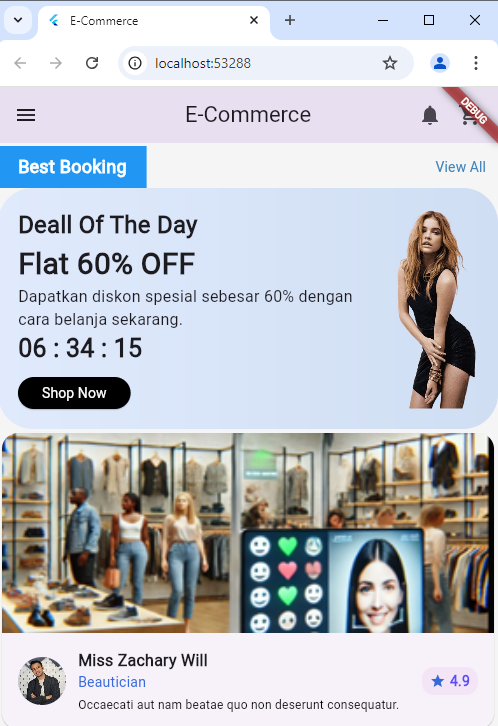 E-Commerce
localhost:53288
E-Commerce
DEBUG
Best Booking
View All
Deall Of The Day
Flat 60% OFF
Dapatkan diskon spesial sebesar 60% dengan
cara belanja sekarang.
06 : 34 : 15
Shop Now
Miss Zachary Will
Beautician
4.9
Occaecati aut nam beatae quo non deserunt consequatur.